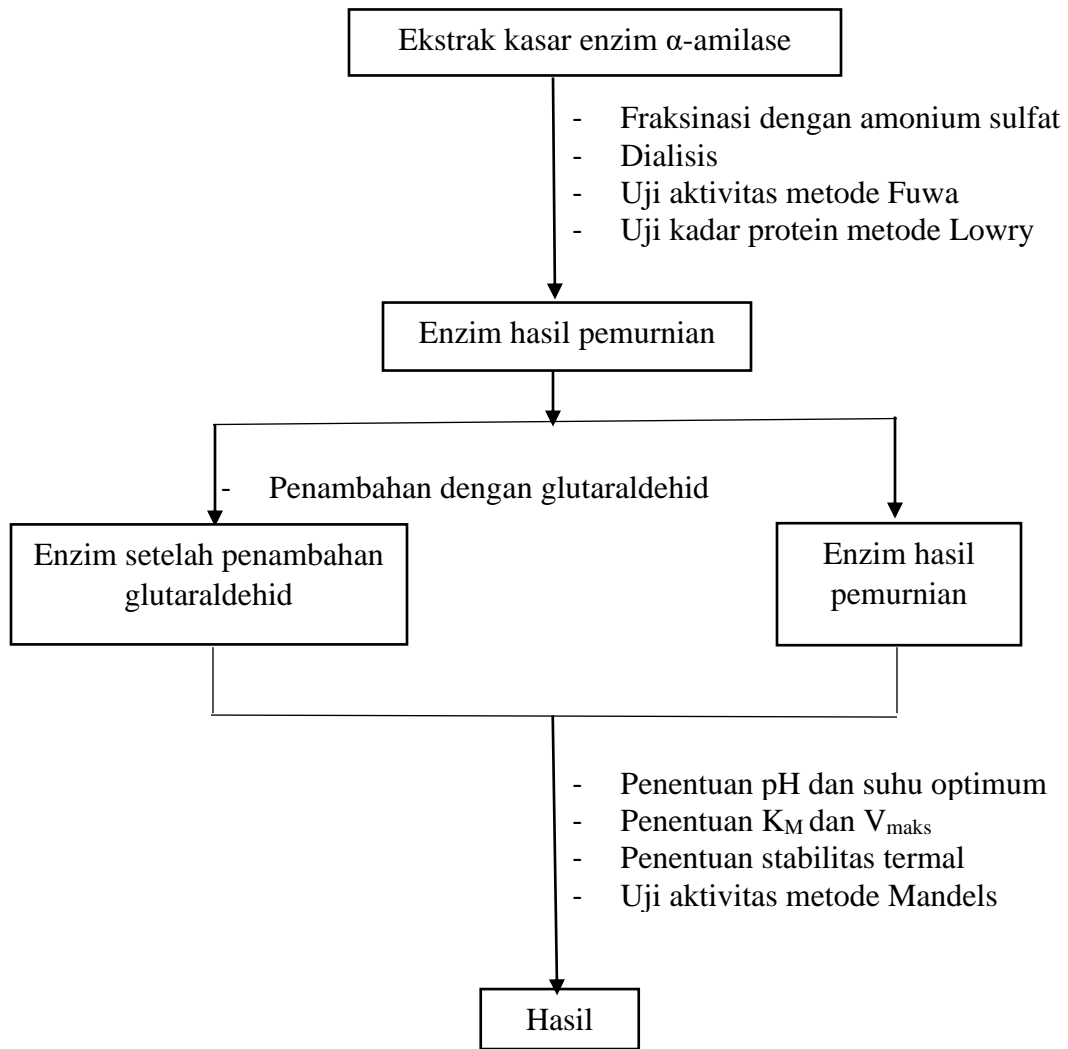 Ekstrak kasar enzim α-amilase
- Fraksinasi dengan amonium sulfat
- Dialisis
- Uji aktivitas metode Fuwa
- Uji kadar protein metode Lowry
Enzim hasil pemurnian
- Penambahan dengan glutaraldehid
Enzim setelah penambahan
glutaraldehid
Enzim hasil
pemurnian
- Penentuan pH dan suhu optimum
- Penentuan KM dan Vmaks
- Penentuan stabilitas termal
- Uji aktivitas metode Mandels
Hasil